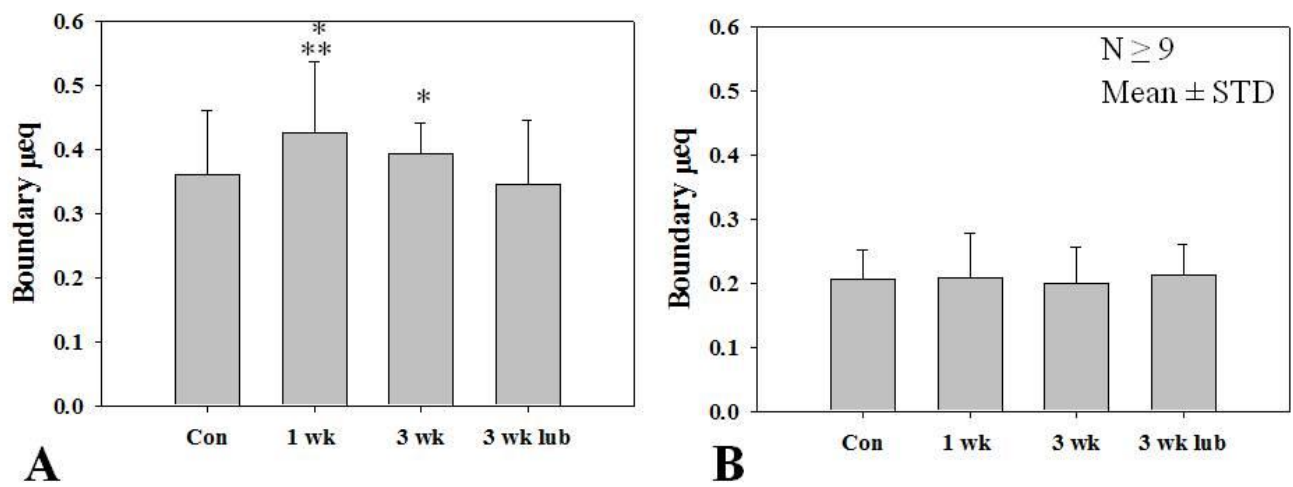 0.6
0.5
0.4
0.3
0.2
0.1
0.0
Boundary μeq
*
**
*
Con 1 wk 3 wk 3 wk lub
A
0.6
0.5
0.4
0.3
0.2
0.1
0.0
Boundary μeq
N ≥ 9
Mean ± STD
Con 1 wk 3 wk 3 wk lub
B